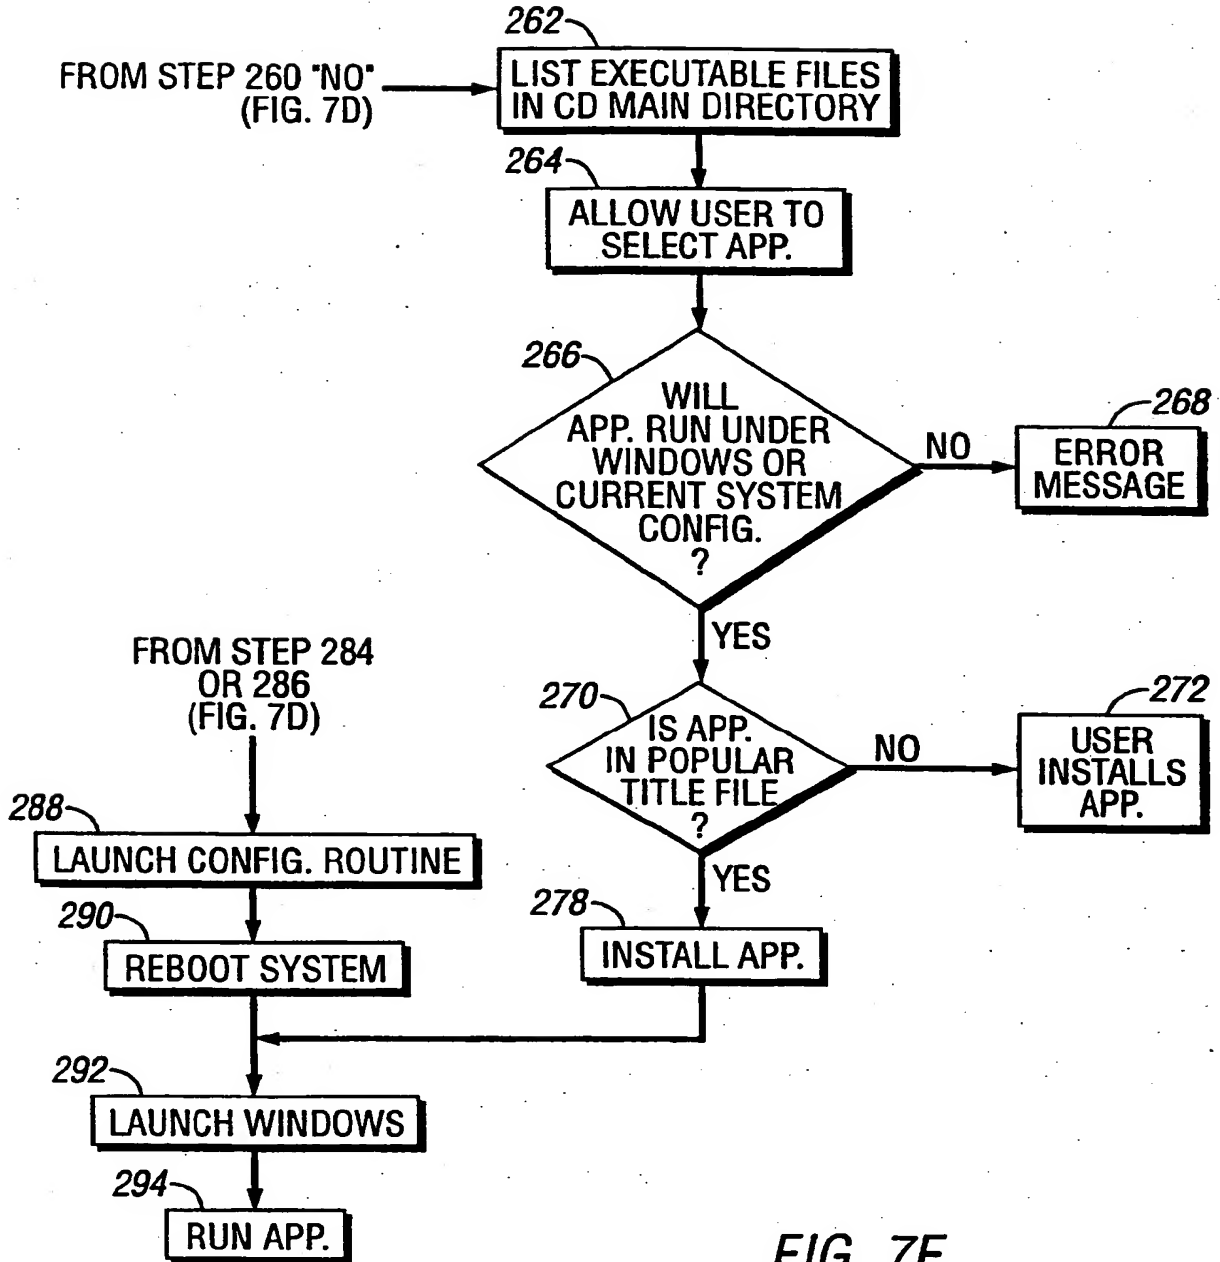 262
FROM STEP 260 "NO"
(FIG. 7D)
LIST EXECUTABLE FILES
IN CD MAIN DIRECTORY
264
ALLOW USER TO
SELECT APP.
266
WILL
APP. RUN UNDER
WINDOWS OR
CURRENT SYSTEM
CONFIG.
?
NO
268
ERROR
MESSAGE
YES
FROM STEP 284
OR 286
(FIG. 7D)
270
IS APP.
IN POPULAR
TITLE FILE
?
NO
272
USER
INSTALLS
APP.
288
LAUNCH CONFIG. ROUTINE
YES
290
REBOOT SYSTEM
278
INSTALL APP.
292
LAUNCH WINDOWS
294
RUN APP.
FIG. 7E